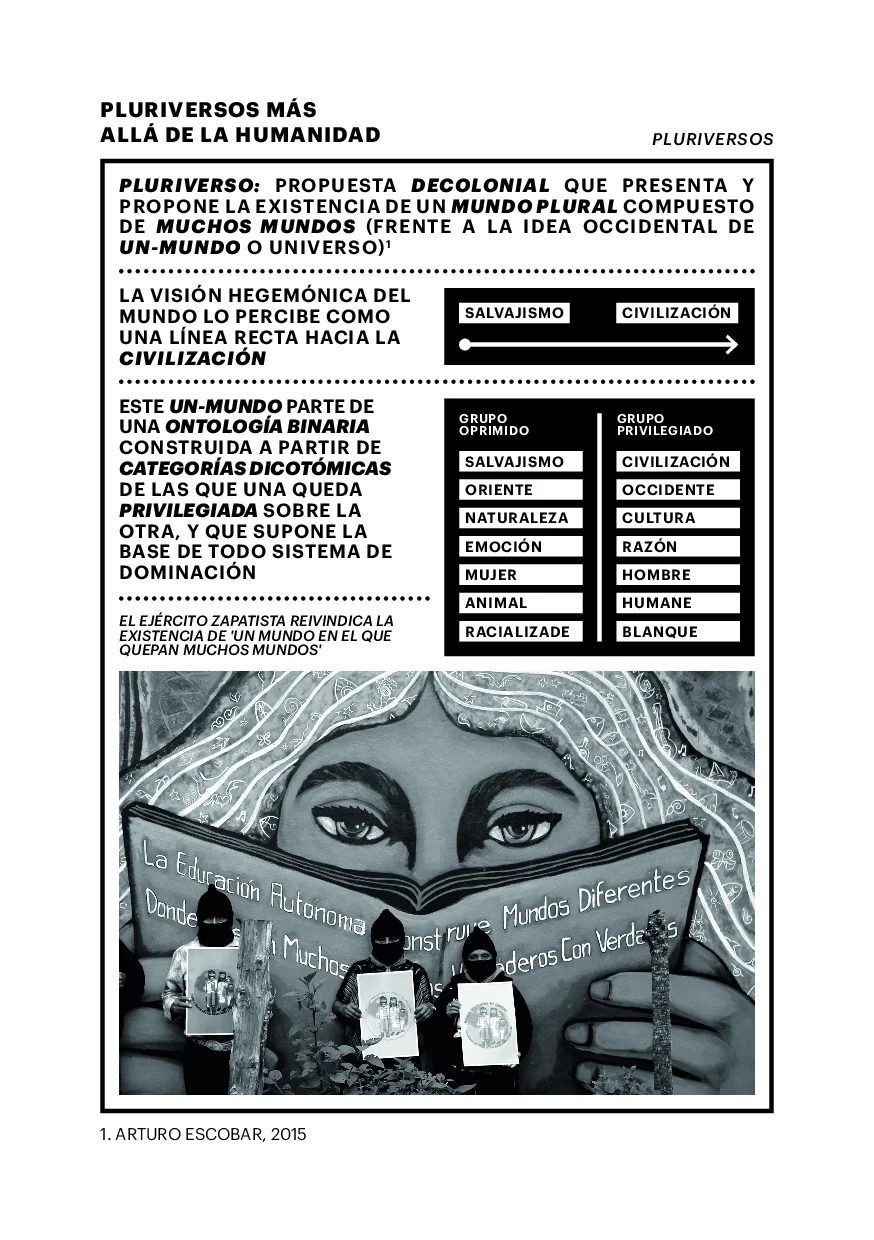 PLURIVERSOS MÁS
ALLÁ DE LA HUMANIDAD
PLURIVERSOS
PLURIVERSO: PROPUESTA DECOLONIAL QUE PRESENTA Y
PROPONE LA EXISTENCIA DE UN MUNDO PLURAL COMPUESTO
DE MUCHOS MUNDOS (FRENTE A LA IDEA OCCIDENTAL DE
UN-MUNDO O UNIVERSO)¹
LA VISIÓN HEGEMÓNICA DEL
MUNDO LO PERCIBE COMO
UNA LÍNEA RECTA HACIA LA
CIVILIZACIÓN
SALVAJISMO CIVILIZACIÓN
ESTE UN-MUNDO PARTE DE
UNA ONTOLOGÍA BINARIA
CONSTRUIDA A PARTIR DE
CATEGORÍAS DICOTÓMICAS
DE LAS QUE UNA QUEDA
PRIVILEGIADA SOBRE LA
OTRA, Y QUE SUPONE LA
BASE DE TODO SISTEMA DE
DOMINACIÓN
GRUPO
OPRIMIDO
GRUPO
PRIVILEGIADO
SALVAJISMO CIVILIZACIÓN
ORIENTE OCCIDENTE
NATURALEZA CULTURA
EMOCIÓN RAZÓN
MUJER HOMBRE
ANIMAL HUMANE
RACIALIZADE BLANQUE
EL EJÉRCITO ZAPATISTA REIVINDICA LA
EXISTENCIA DE 'UN MUNDO EN EL QUE
QUEPAN MUCHOS MUNDOS'
La Educación Autónoma
Donde Muchos
Mundos Diferentes
Con
1. ARTURO ESCOBAR, 2015